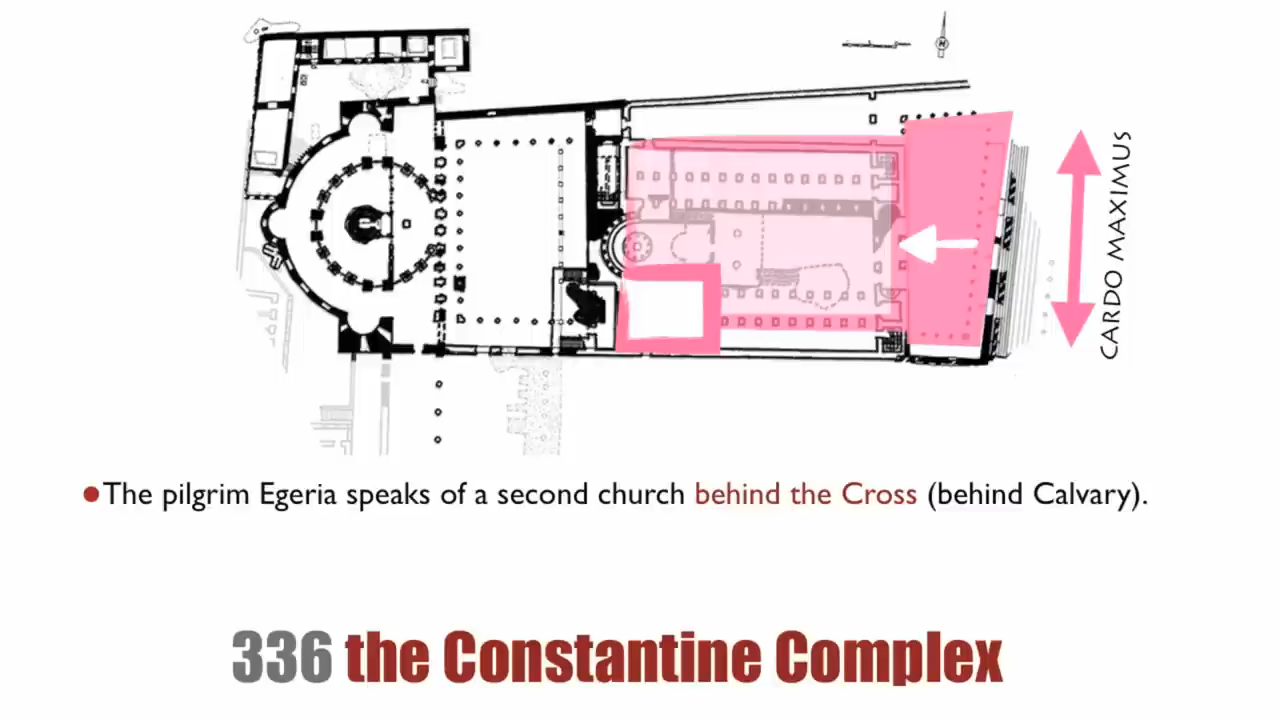 N
CARDO MAXIMUS
•The pilgrim Egeria speaks of a second church behind the Cross (behind Calvary).
336 the Constantine Complex